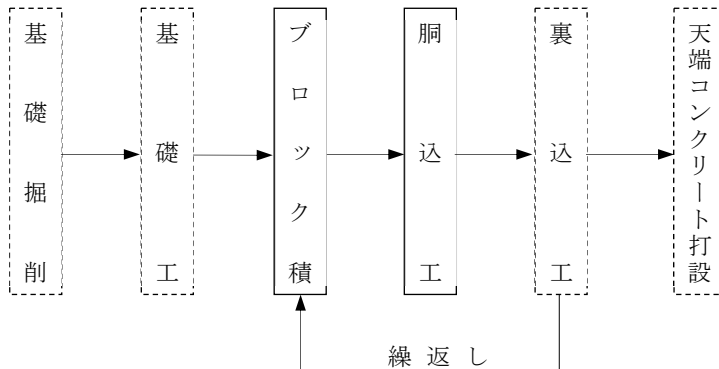 基礎掘削
基礎工
ブロック積
胴込工
裏込工
天端コンクリート打設
繰返し